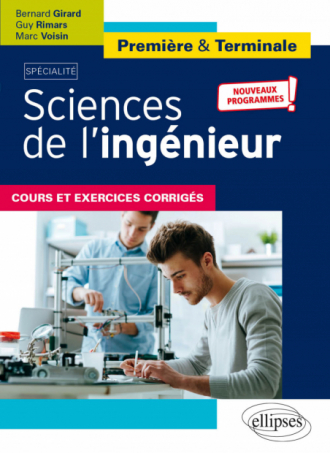 Bernard Girard
Guy Rimars
Marc Voisin
Première & Terminale
SPÉCIALITÉ
NOUVEAUX
PROGRAMMES !
Sciences
de l'ingénieur
COURS ET EXERCICES CORRIGÉS
ellipses